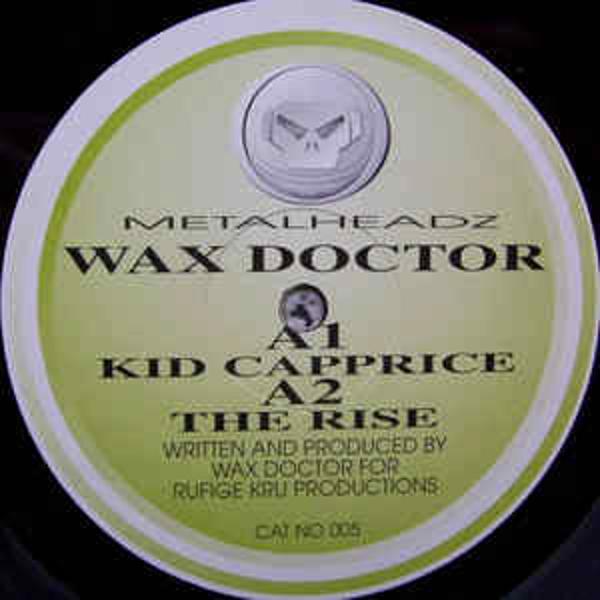 METALHEADZ
WAX DOCTOR
A1
KID CAPPRICE
A2
THE RISE
WRITTEN AND PRODUCED BY
WAX DOCTOR FOR
RUFIGE KRU PRODUCTIONS
CAT NO 005